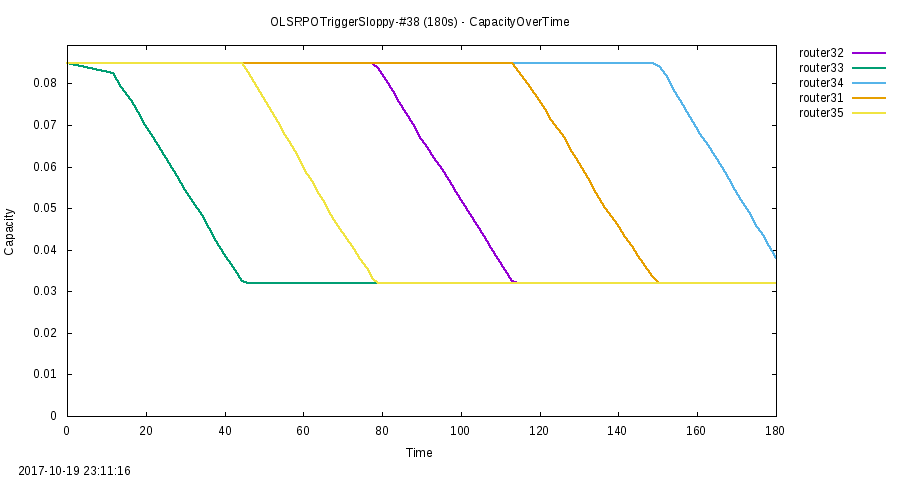 OLSRPOTriggerSloppy-#38 (180s) - CapacityOverTime
router32
router33
router34
router31
router35
Capacity
0.08
0.07
0.06
0.05
0.04
0.03
0.02
0.01
0
0 20 40 60 80 100 120 140 160 180
Time
2017-10-19 23:11:16